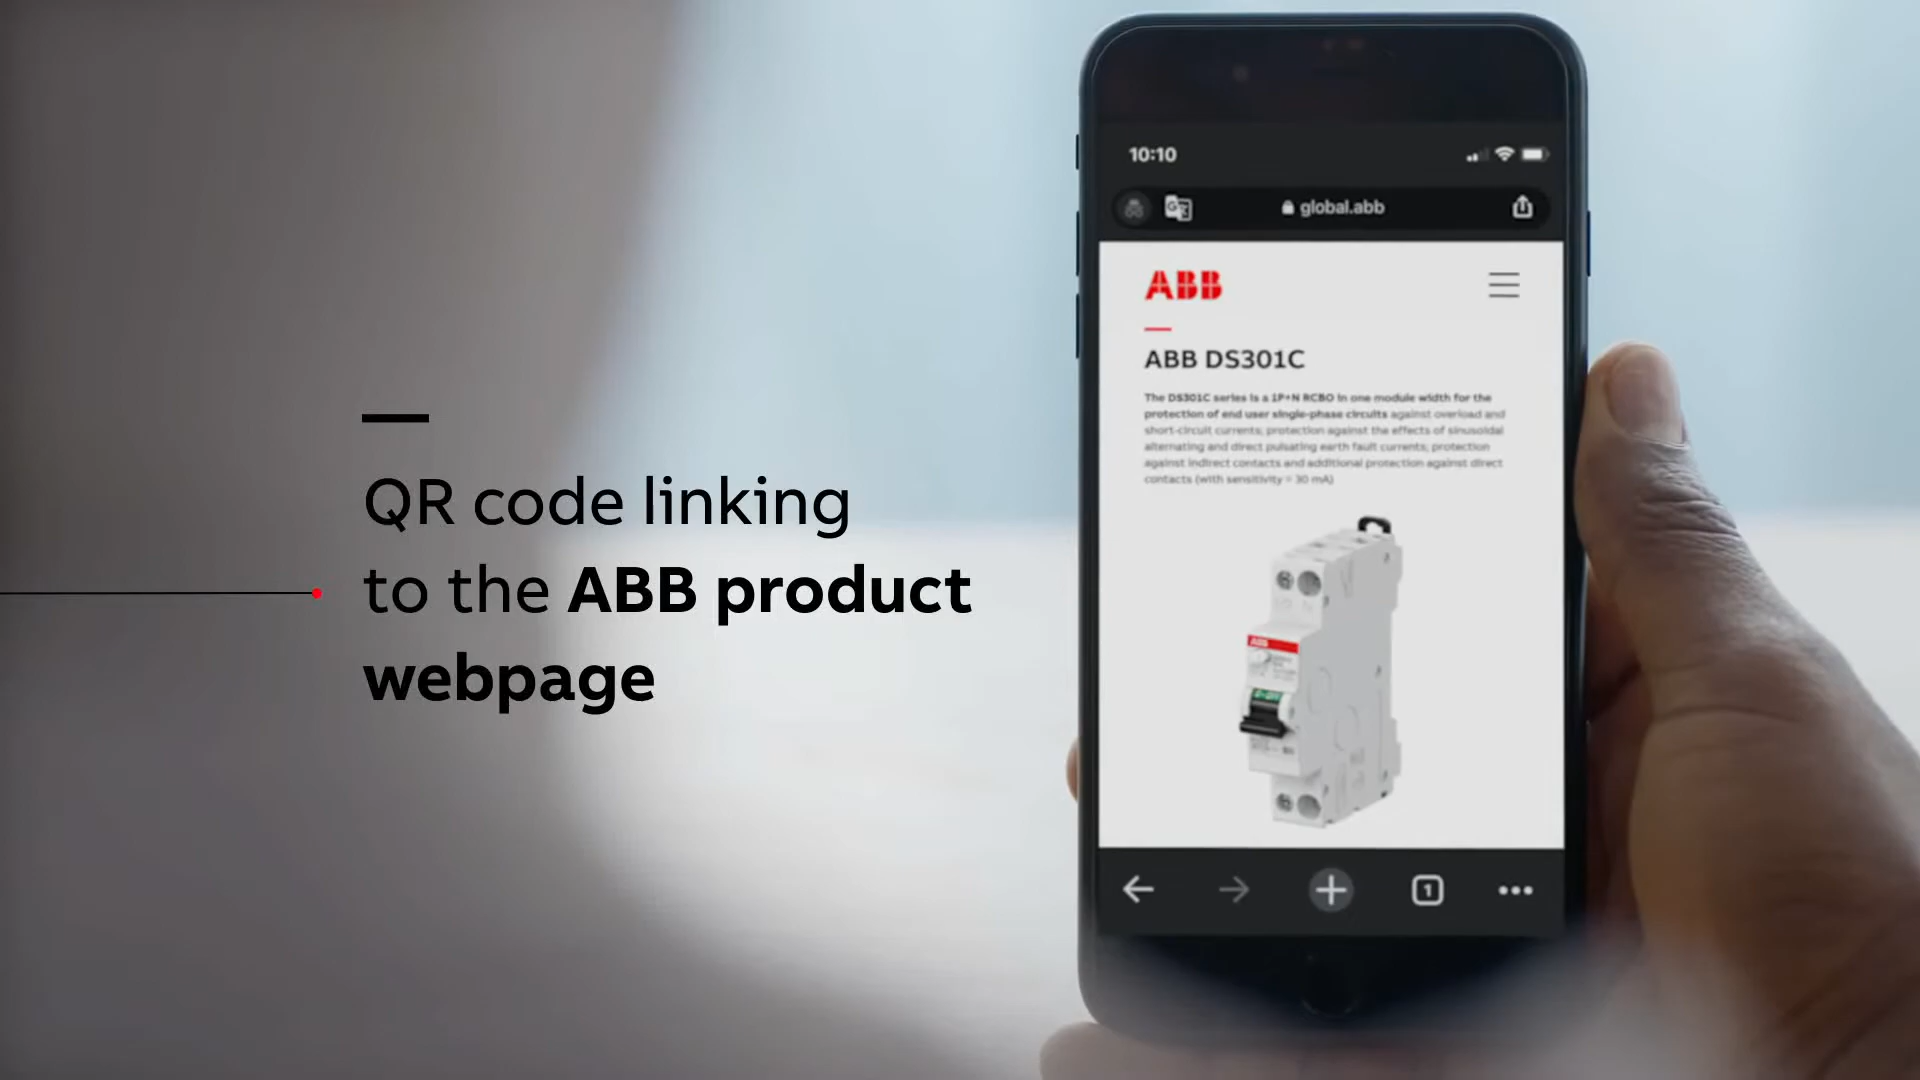 QR code linking
to the ABB product
webpage
10:10
global.abb
ABB
ABB DS301C
The DS301C series is a 1P+N RCBO in one module width for the
protection of end user single-phase circuits against overload and
short-circuit currents; protection against the effects of sinusoidal
alternating and direct pulsating earth fault currents; protection
against indirect contacts and additional protection against direct
contacts (with sensitivity = 30 mA)
ABB
1